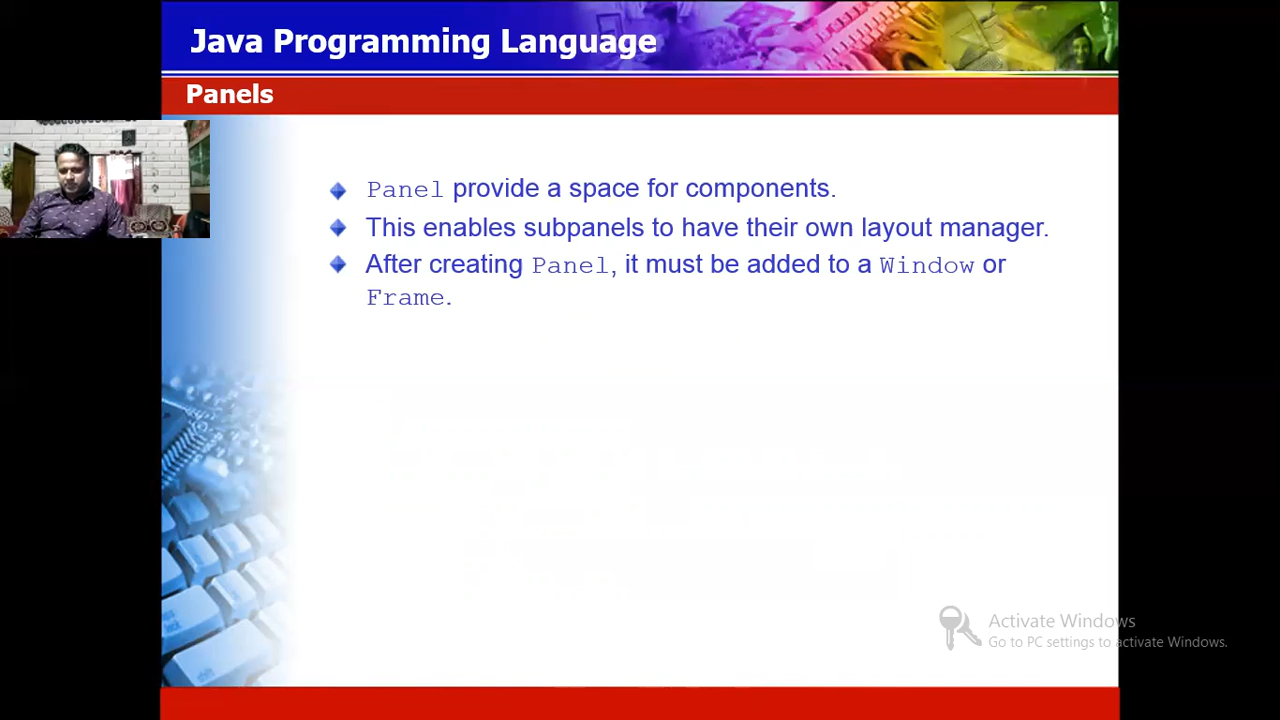 Java Programming Language
Panels
Panel provide a space for components.
This enables subpanels to have their own layout manager.
After creating Panel, it must be added to a Window or
Frame.
Activate Windows
Go to PC settings to activate Windows.